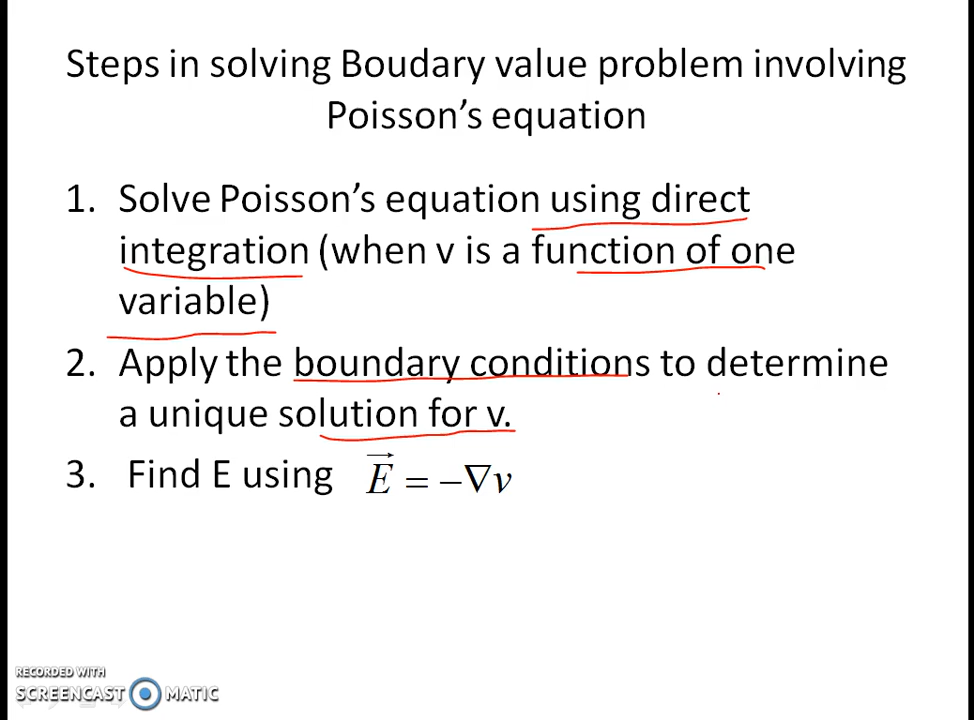 Steps in solving Boudary value problem involving
Poisson's equation
1. Solve Poisson's equation using direct
integration (when v is a function of one
variable)
2. Apply the boundary conditions to determine
a unique solution for v.
3. Find E using $\vec{E} = -\nabla v$
RECORDED WITH
SCREENCAST MATIC